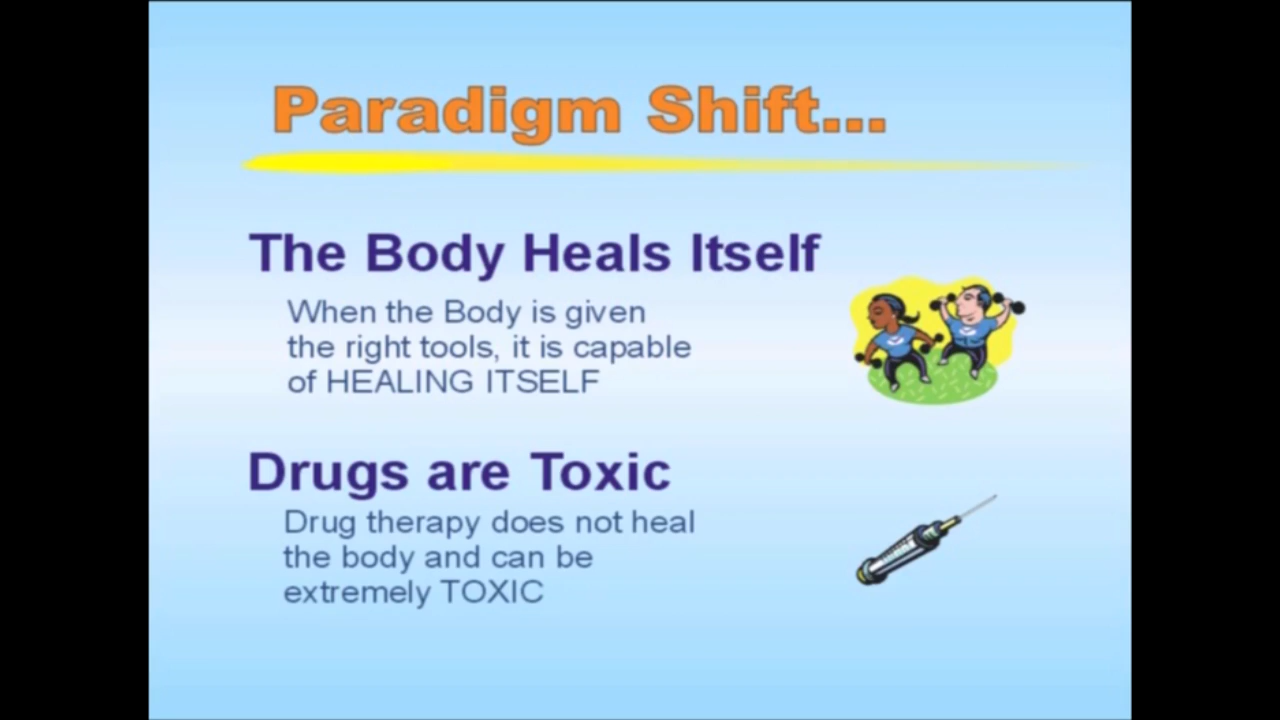 Paradigm Shift...
The Body Heals Itself
When the Body is given
the right tools, it is capable
of HEALING ITSELF
Drugs are Toxic
Drug therapy does not heal
the body and can be
extremely TOXIC